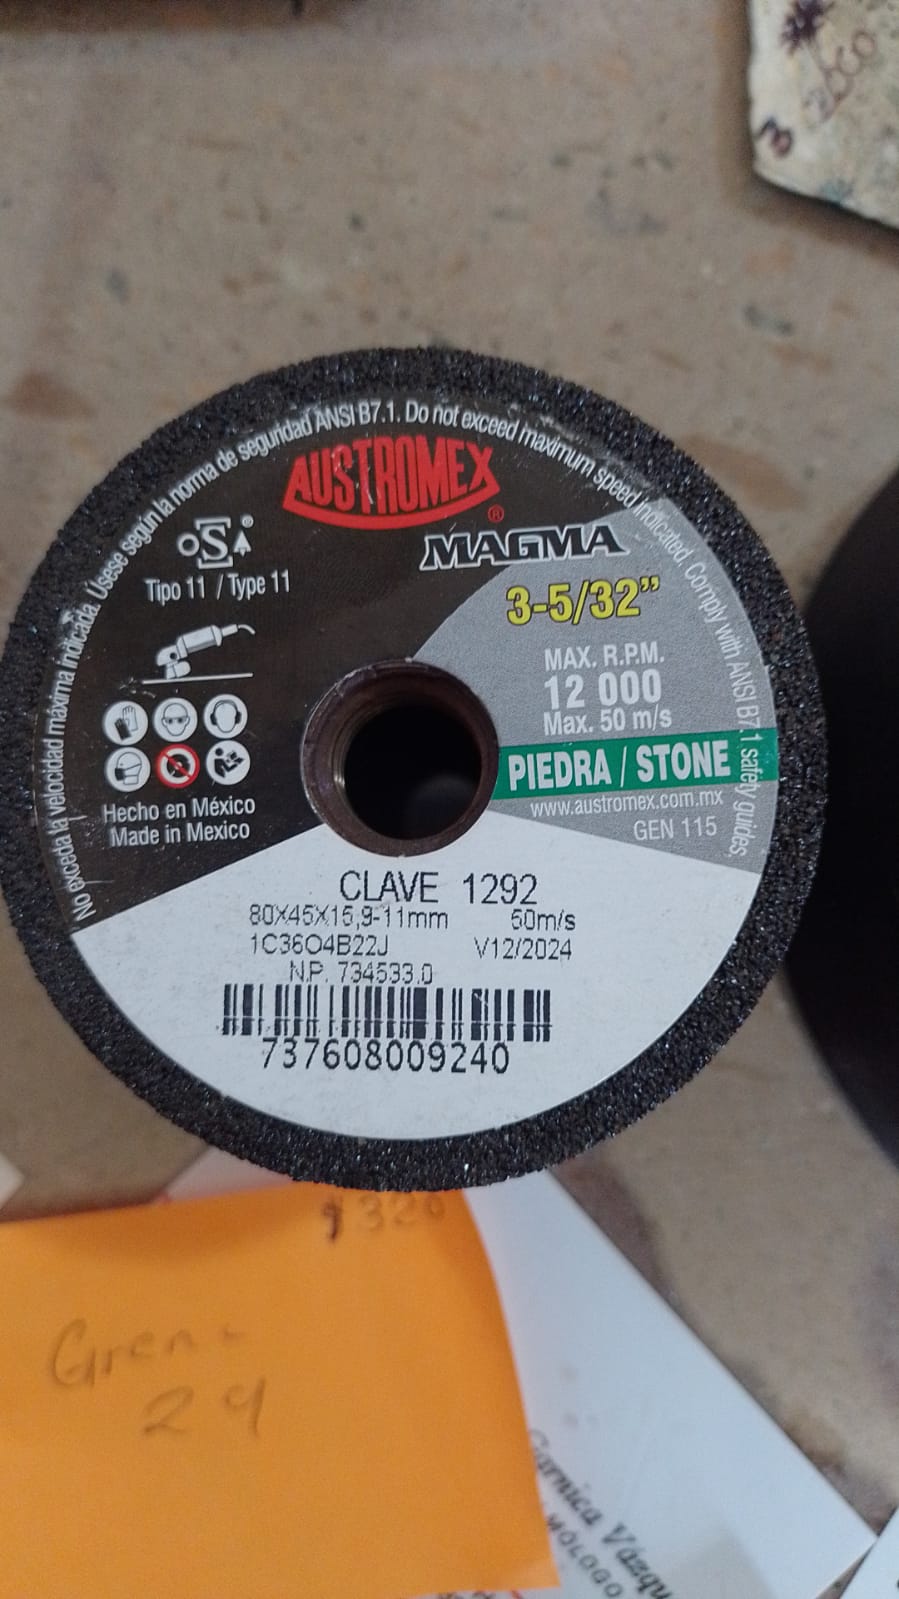 No exceda la velocidad máxima indicada. Úsese según la norma de seguridad ANSI B7.1. Do not exceed maximum speed indicated. Comply with ANSI B7.1 safety guides.
AUSTROMEX
®
MAGMA
oSa®
Tipo 11 / Type 11
3-5/32"
MAX. R.P.M.
12 000
Max. 50 m/s
PIEDRA / STONE
www.austromex.com.mx
GEN 115
Hecho en México
Made in Mexico
CLAVE 1292
80X45X15,9-11mm 50m/s
1C36O4B22J V12/2024
N.P. 734533.0
737608009240
24
Garnica
3